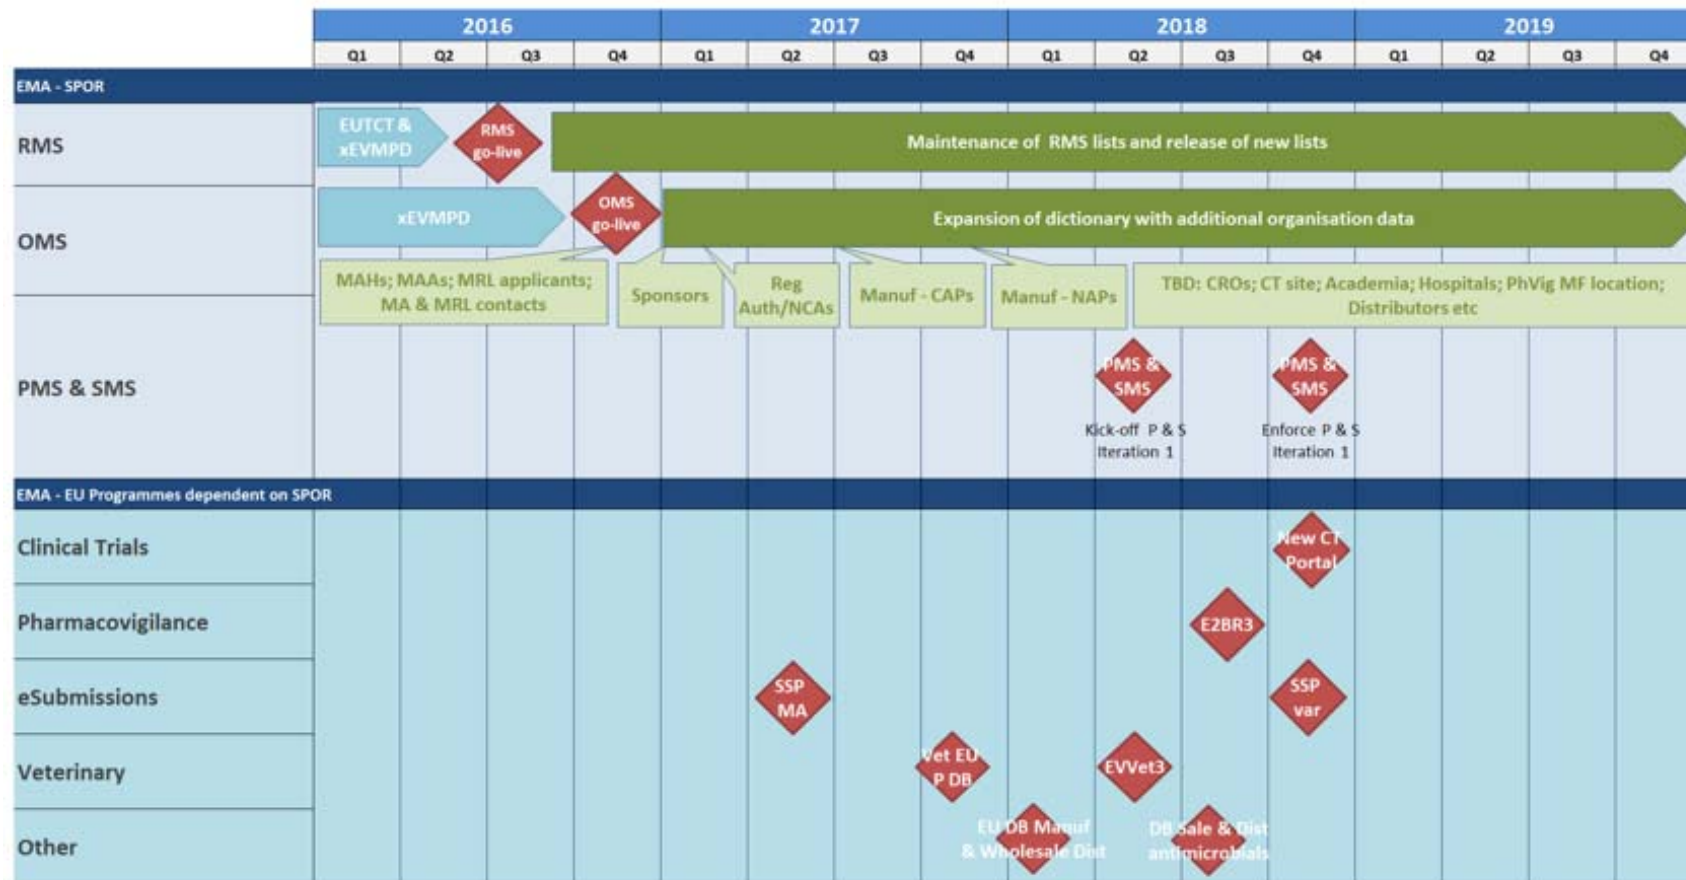 2016 2017 2018 2019
Q1 Q2 Q3 Q4 Q1 Q2 Q3 Q4 Q1 Q2 Q3 Q4 Q1 Q2 Q3 Q4
EMA - SPOR
RMS
EUTCT &
xEVMPD
RMS
go-live
Maintenance of RMS lists and release of new lists
OMS
xEVMPD
OMS
go-live
Expansion of dictionary with additional organisation data
MAHs; MAAs; MRL applicants;
MA & MRL contacts
Sponsors
Reg
Auth/NCAs
Manuf - CAPs
Manuf - NAPs
TBD: CROs; CT site; Academia; Hospitals; PhVig MF location;
Distributors etc
PMS & SMS
PMS &
SMS
Kick-off P & S
Iteration 1
PMS &
SMS
Enforce P & S
Iteration 1
EMA - EU Programmes dependent on SPOR
Clinical Trials
New CT
Portal
Pharmacovigilance
E2BR3
eSubmissions
SSP
MA
SSP
var
Veterinary
Vet EU
P DB
EVVet3
Other
EU DB Manuf
& Wholesale Dist
DB Sale & Dist
antimicrobials